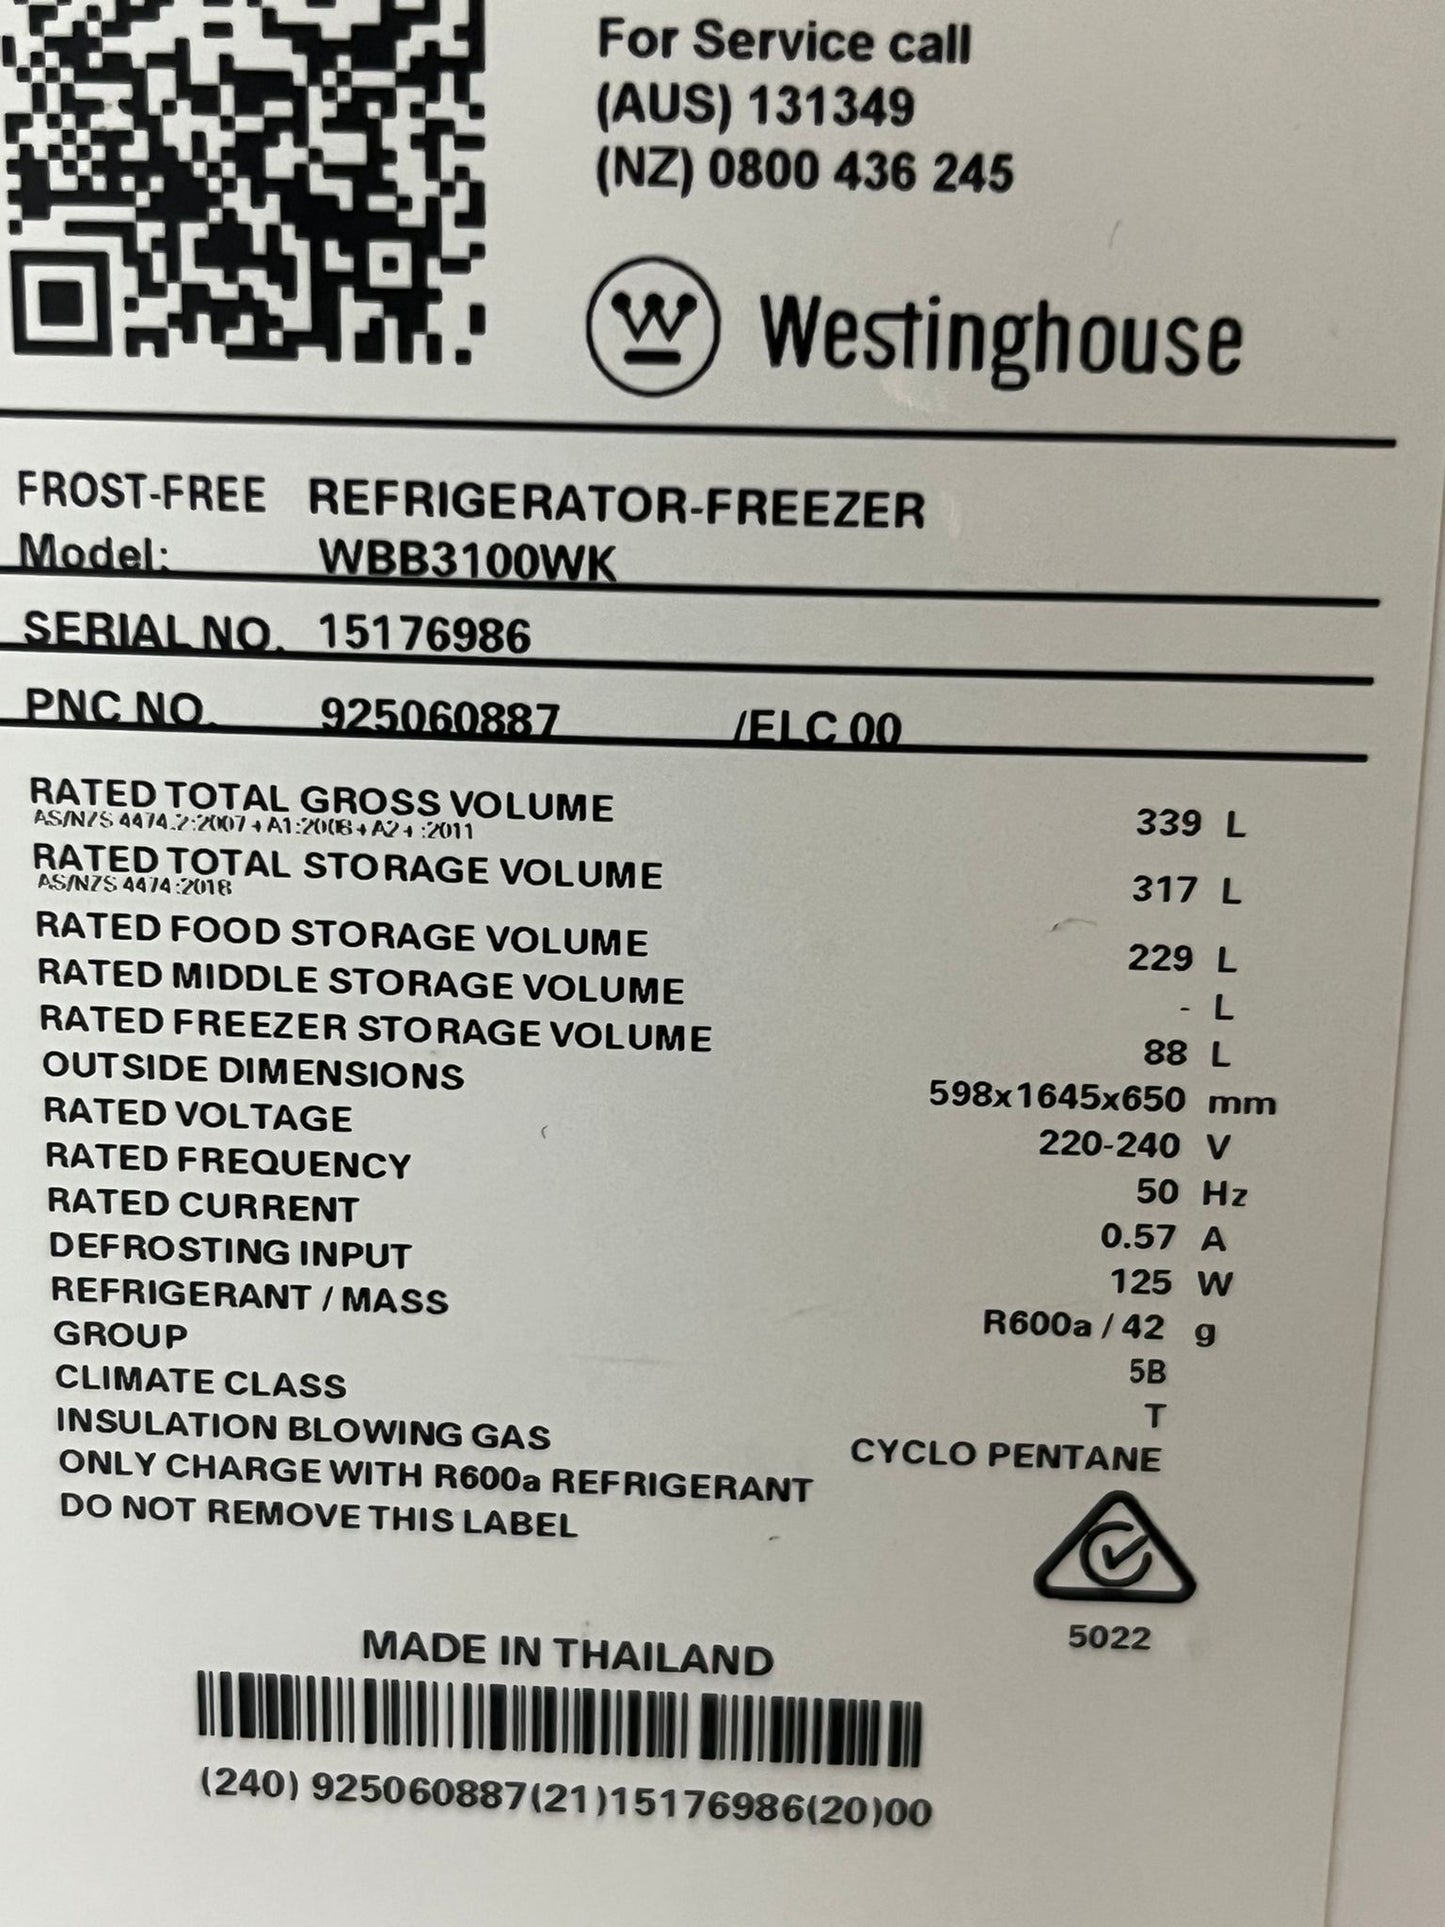 For Service call
(AUS) 131349
(NZ) 0800 436 245
Westinghouse
FROST-FREE REFRIGERATOR-FREEZER
Model: WBB3100WK
SERIAL NO. 15176986
PNC NO. 925060887 /ELC 00
RATED TOTAL GROSS VOLUME 339 L
AS/NZS 4474.2:2007+A1:2008+A2+:2011
RATED TOTAL STORAGE VOLUME 317 L
AS/NZS 4474:2018
RATED FOOD STORAGE VOLUME 229 L
RATED MIDDLE STORAGE VOLUME - L
RATED FREEZER STORAGE VOLUME 88 L
OUTSIDE DIMENSIONS 598x1645x650 mm
RATED VOLTAGE 220-240 V
RATED FREQUENCY 50 Hz
RATED CURRENT 0.57 A
DEFROSTING INPUT 125 W
REFRIGERANT / MASS R600a / 42 g
GROUP 5B
CLIMATE CLASS T
INSULATION BLOWING GAS CYCLO PENTANE
ONLY CHARGE WITH R600a REFRIGERANT
DO NOT REMOVE THIS LABEL
5022
MADE IN THAILAND
(240) 925060887(21)15176986(20)00